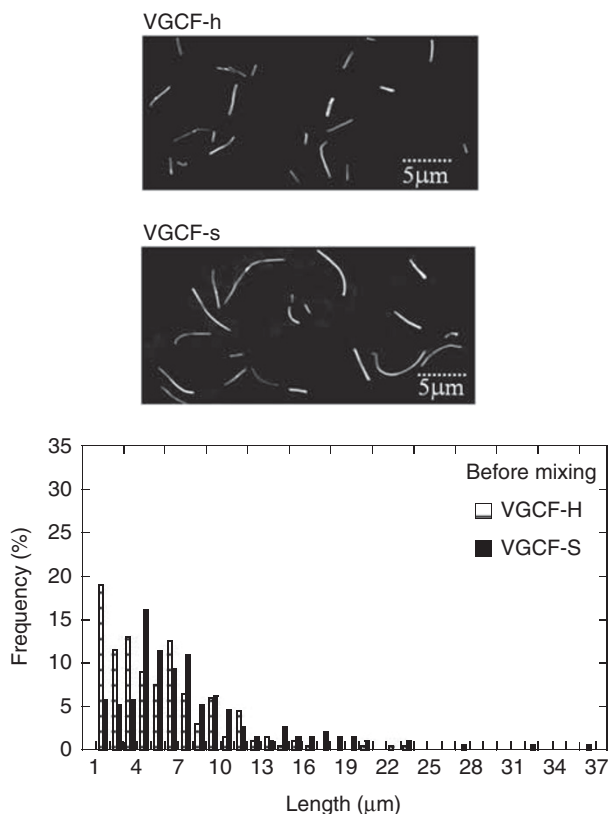 VGCF-h
5μm
VGCF-s
5μm
35
30
25
20
15
10
5
0
Before mixing
VGCF-H
VGCF-S
Frequency (%)
1 4 7 10 13 16 19 22 25 28 31 34 37
Length (μm)